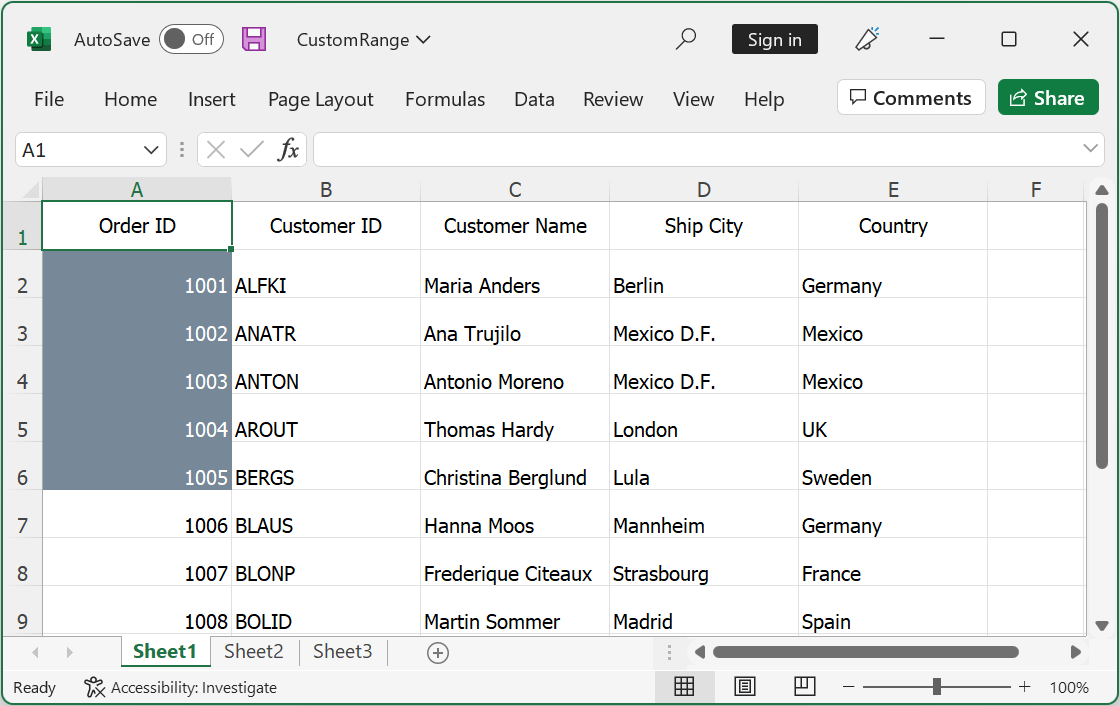 AutoSave Off CustomRange Sign in
File Home Insert Page Layout Formulas Data Review View Help Comments Share
A1 fx
A B C D E F
1 Order ID Customer ID Customer Name Ship City Country
2 1001 ALFKI Maria Anders Berlin Germany
3 1002 ANATR Ana Trujilo Mexico D.F. Mexico
4 1003 ANTON Antonio Moreno Mexico D.F. Mexico
5 1004 AROUT Thomas Hardy London UK
6 1005 BERGS Christina Berglund Lula Sweden
7 1006 BLAUS Hanna Moos Mannheim Germany
8 1007 BLONP Frederique Citeaux Strasbourg France
9 1008 BOLID Martin Sommer Madrid Spain
Sheet1 Sheet2 Sheet3
Ready Accessibility: Investigate 100%